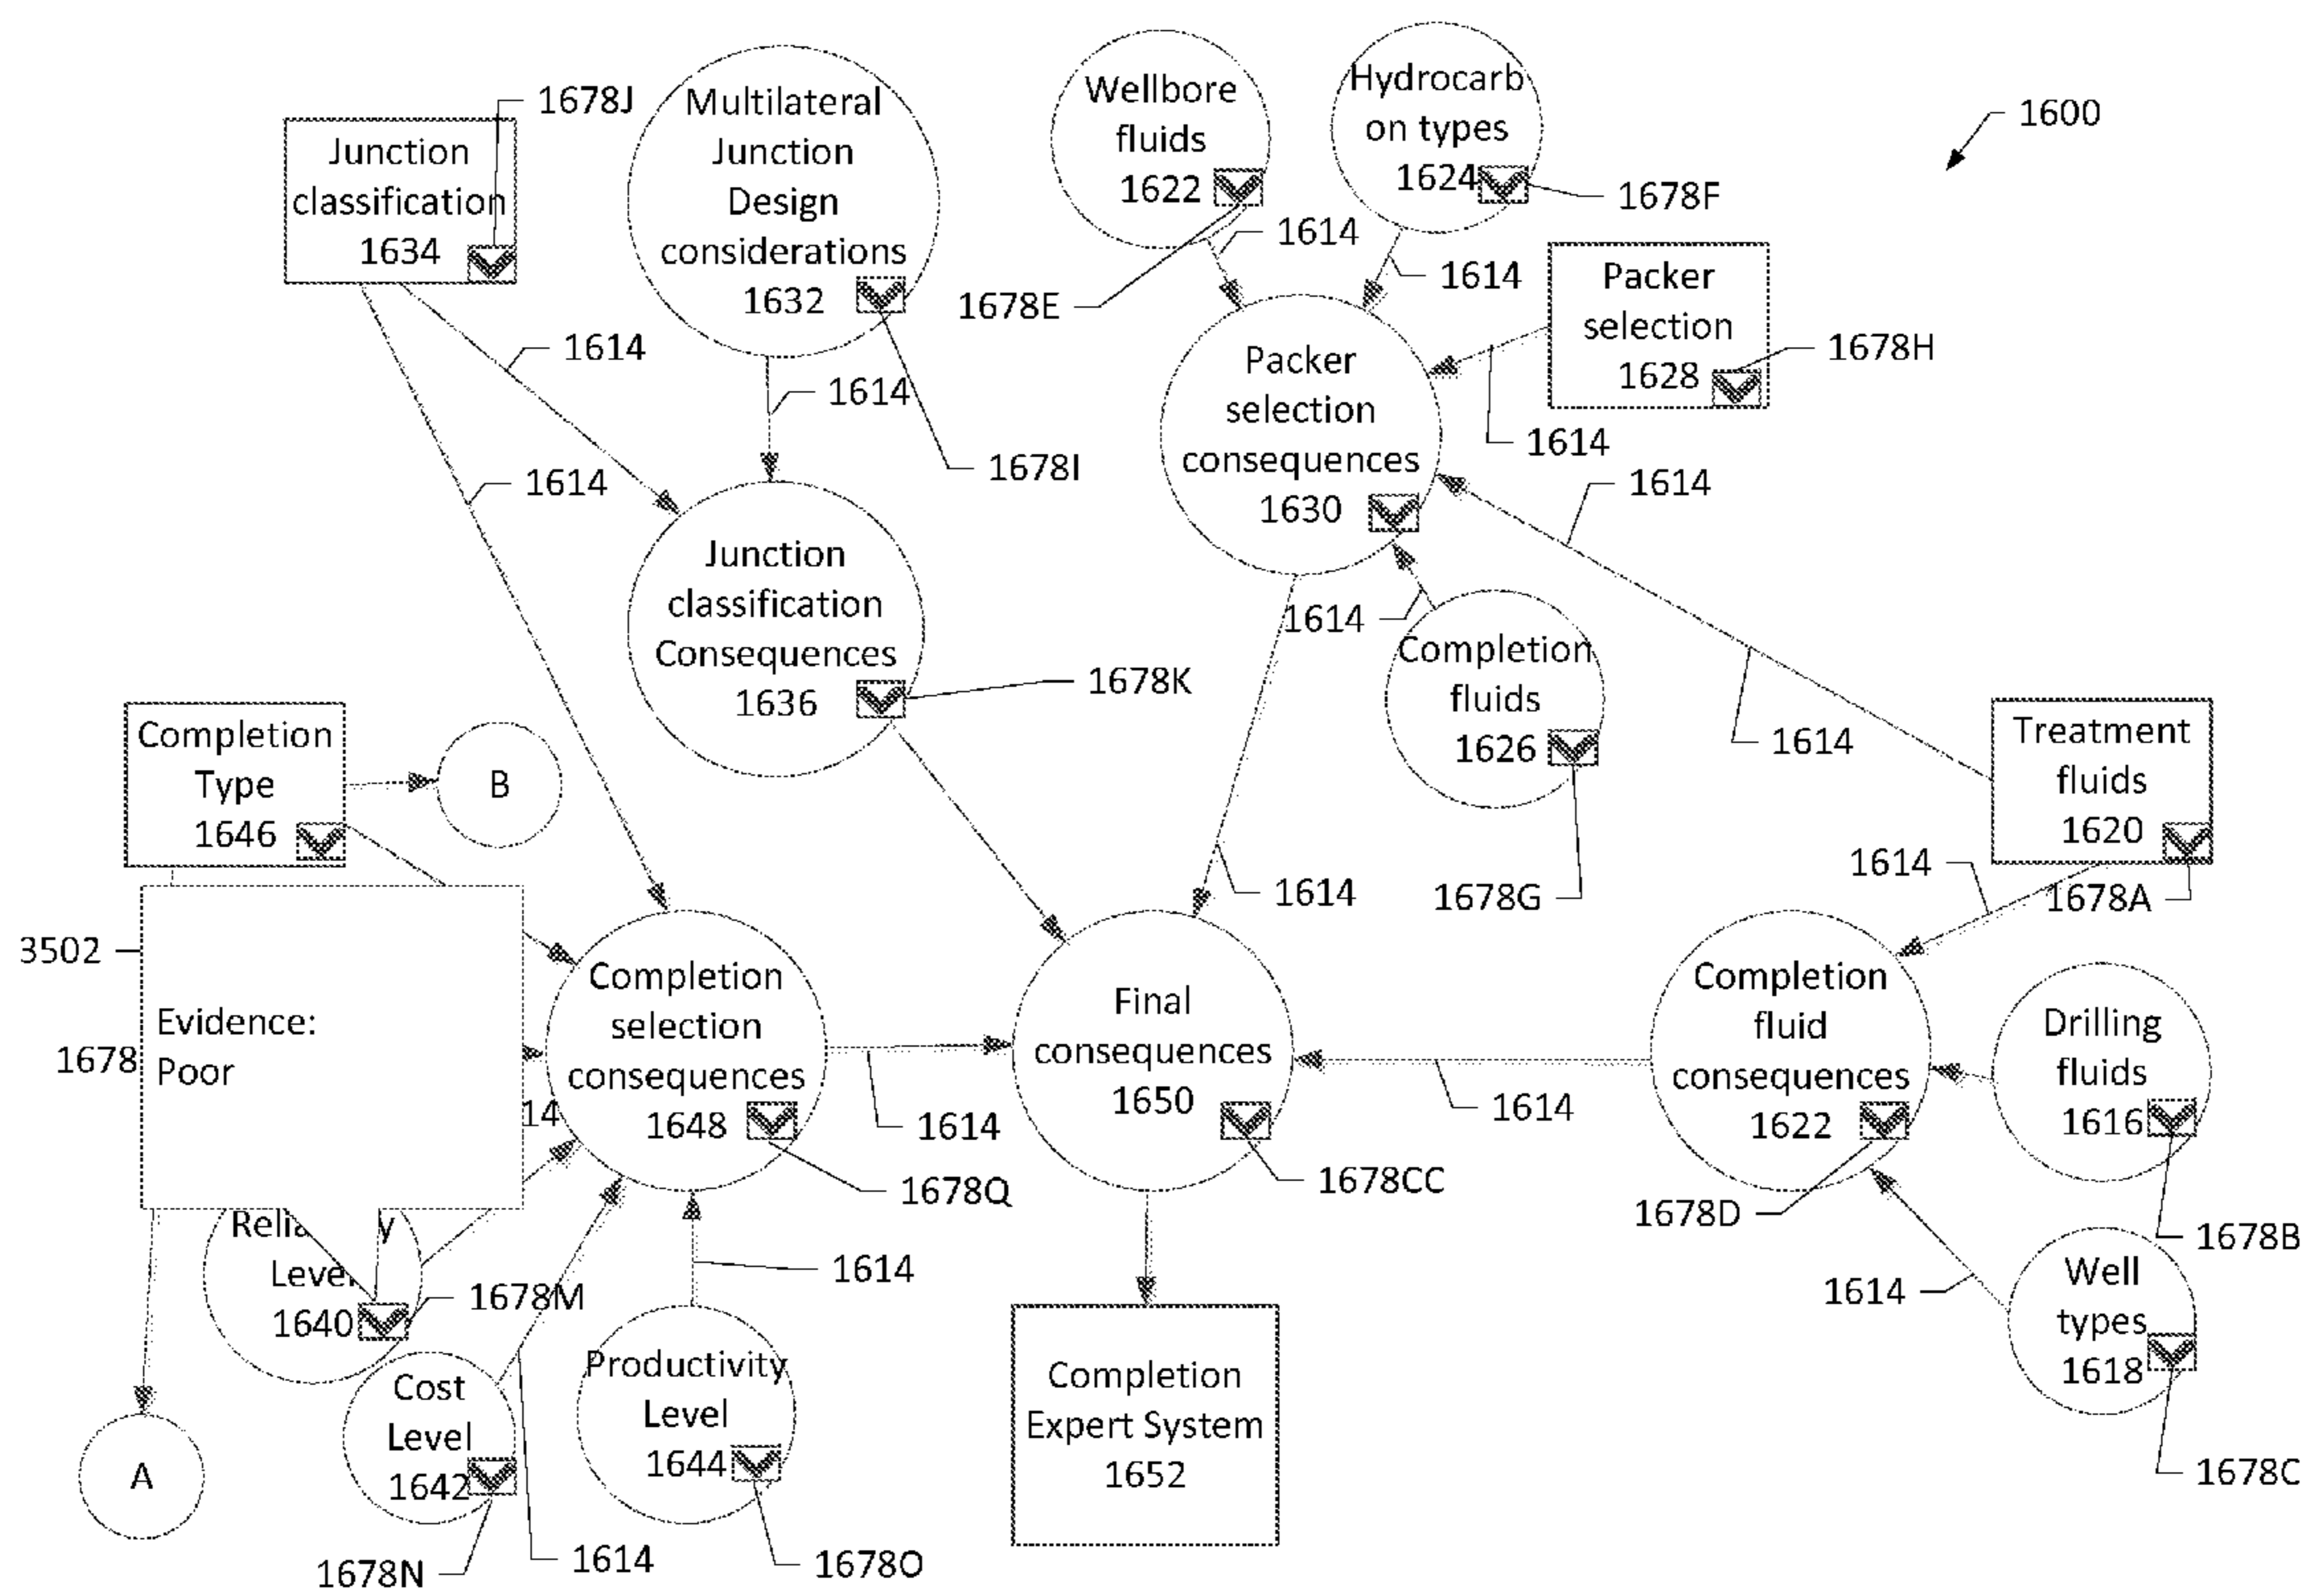 1678J
Junction
classification
1634
Multilateral
Junction
Design
considerations
1632
Wellbore
fluids
1622
Hydrocarb
on types
1624
1600
1678F
1614
1614
1678E
Packer
selection
1628
1678H
1614
1614
Packer
selection
consequences
1630
1614
1678I
1614
1614
Junction
classification
Consequences
1636
1678K
1614
Completion
fluids
1626
1614
Completion
Type
1646
B
Treatment
fluids
1620
1614
1678A
1614
1678G
3502
Evidence:
Poor
1678
14
Completion
selection
consequences
1648
1614
1678Q
Final
consequences
1650
1678CC
1614
Completion
fluid
consequences
1622
1678D
Drilling
fluids
1616
1678B
Relia y
Level
1640
1678M
1614
Well
types
1618
1614
1678C
A
Cost
Level
1642
1678N
1614
Productivity
Level
1644
1678O
Completion
Expert System
1652